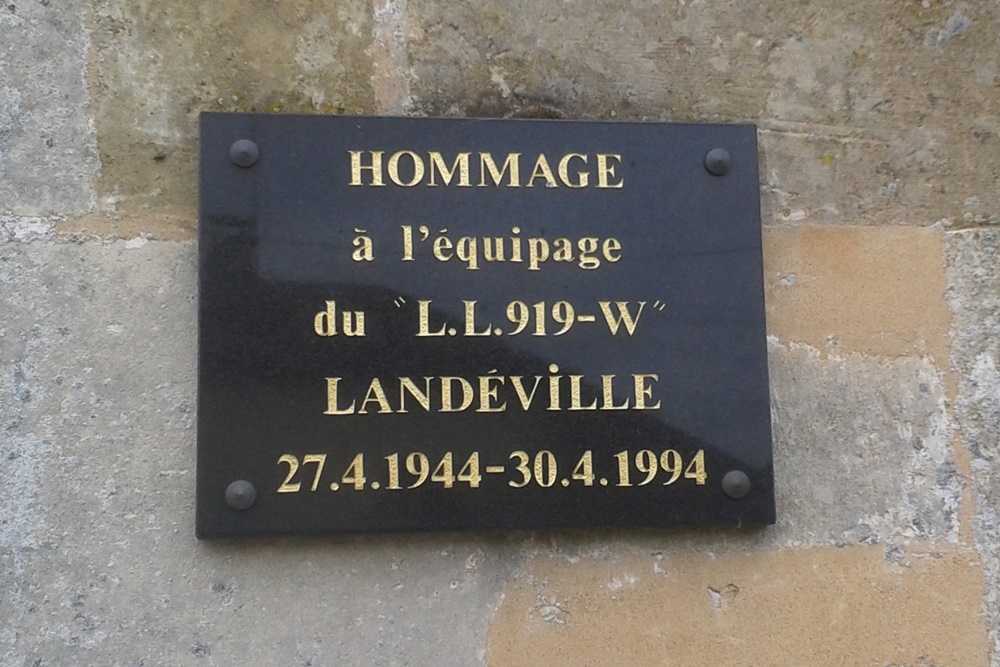 HOMMAGE
à l'équipage
du "L.L.919-W"
LANDÉViLLE
27.4.1944-30.4.1994